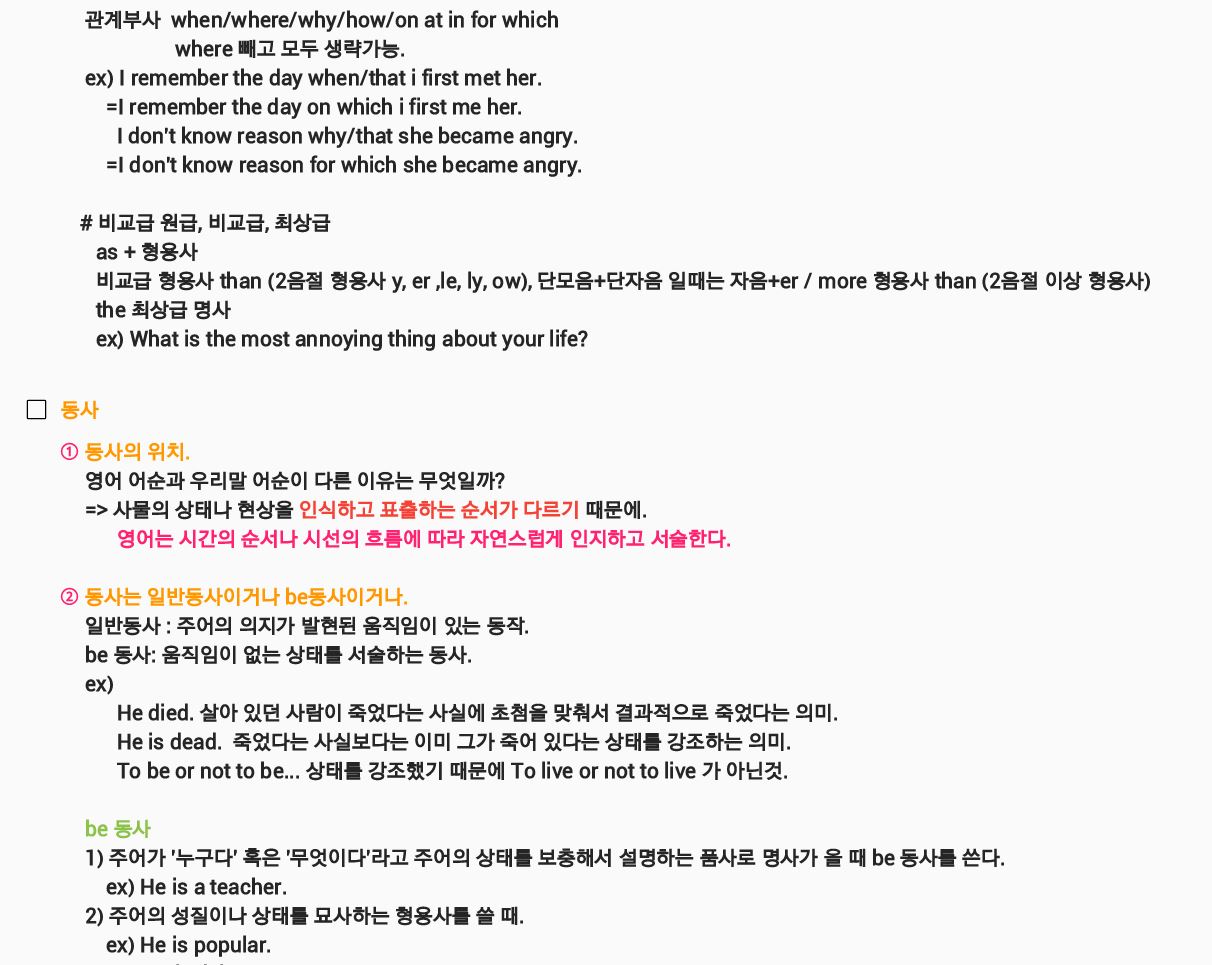 관계부사 when/where/why/how/on at in for which
where 빼고 모두 생략가능.
ex) I remember the day when/that i first met her.
=I remember the day on which i first me her.
I don't know reason why/that she became angry.
=I don't know reason for which she became angry.
# 비교급 원급, 비교급, 최상급
as + 형용사
비교급 형용사 than (2음절 형용사 y, er ,le, ly, ow), 단모음+단자음 일때는 자음+er / more 형용사 than (2음절 이상 형용사)
the 최상급 명사
ex) What is the most annoying thing about your life?
동사
① 동사의 위치.
영어 어순과 우리말 어순이 다른 이유는 무엇일까?
=> 사물의 상태나 현상을 인식하고 표출하는 순서가 다르기 때문에.
영어는 시간의 순서나 시선의 흐름에 따라 자연스럽게 인지하고 서술한다.
② 동사는 일반동사이거나 be동사이거나.
일반동사 : 주어의 의지가 발현된 움직임이 있는 동작.
be 동사: 움직임이 없는 상태를 서술하는 동사.
ex)
He died. 살아 있던 사람이 죽었다는 사실에 초첨을 맞춰서 결과적으로 죽었다는 의미.
He is dead. 죽었다는 사실보다는 이미 그가 죽어 있다는 상태를 강조하는 의미.
To be or not to be... 상태를 강조했기 때문에 To live or not to live 가 아닌것.
be 동사
1) 주어가 '누구다' 혹은 '무엇이다'라고 주어의 상태를 보충해서 설명하는 품사로 명사가 올 때 be 동사를 쓴다.
ex) He is a teacher.
2) 주어의 성질이나 상태를 묘사하는 형용사를 쓸 때.
ex) He is popular.